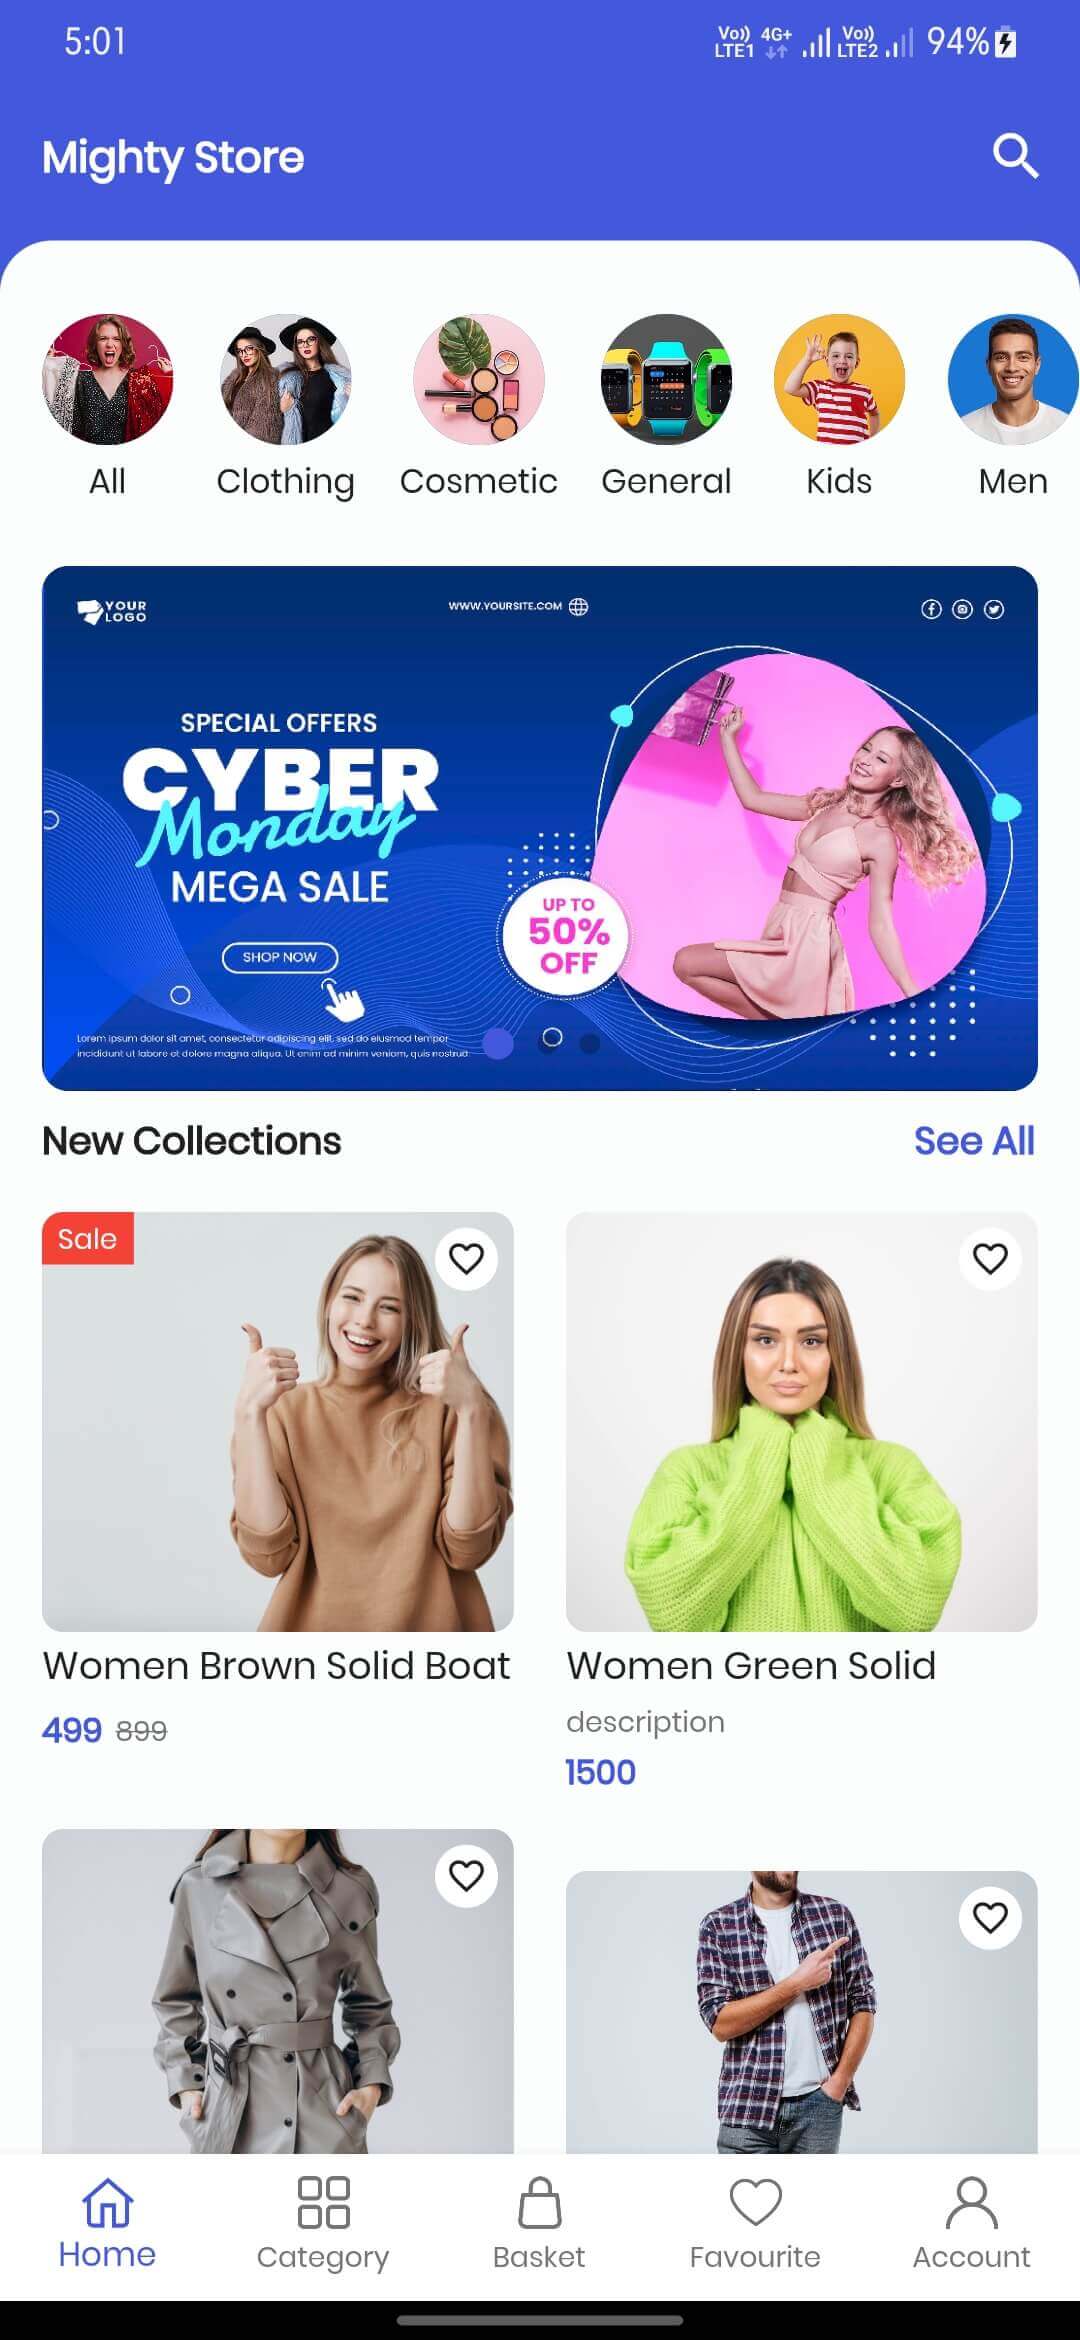 5:01
Vo)) LTE1 4G+ Vo)) LTE2 94%
Mighty Store
All
Clothing
Cosmetic
General
Kids
Men
YOUR
LOGO
WWW.YOURSITE.COM
SPECIAL OFFERS
CYBER
Monday
MEGA SALE
SHOP NOW
UP TO
50%
OFF
Lorem ipsum dolor sit amet, consectetur adipiscing elit, sed do eiusmod tempor
incididunt ut labore et dolore magna aliqua. Ut enim ad minim veniam, quis nostrud
New Collections
See All
Sale
Women Brown Solid Boat
499 899
Women Green Solid
description
1500
Home
Category
Basket
Favourite
Account